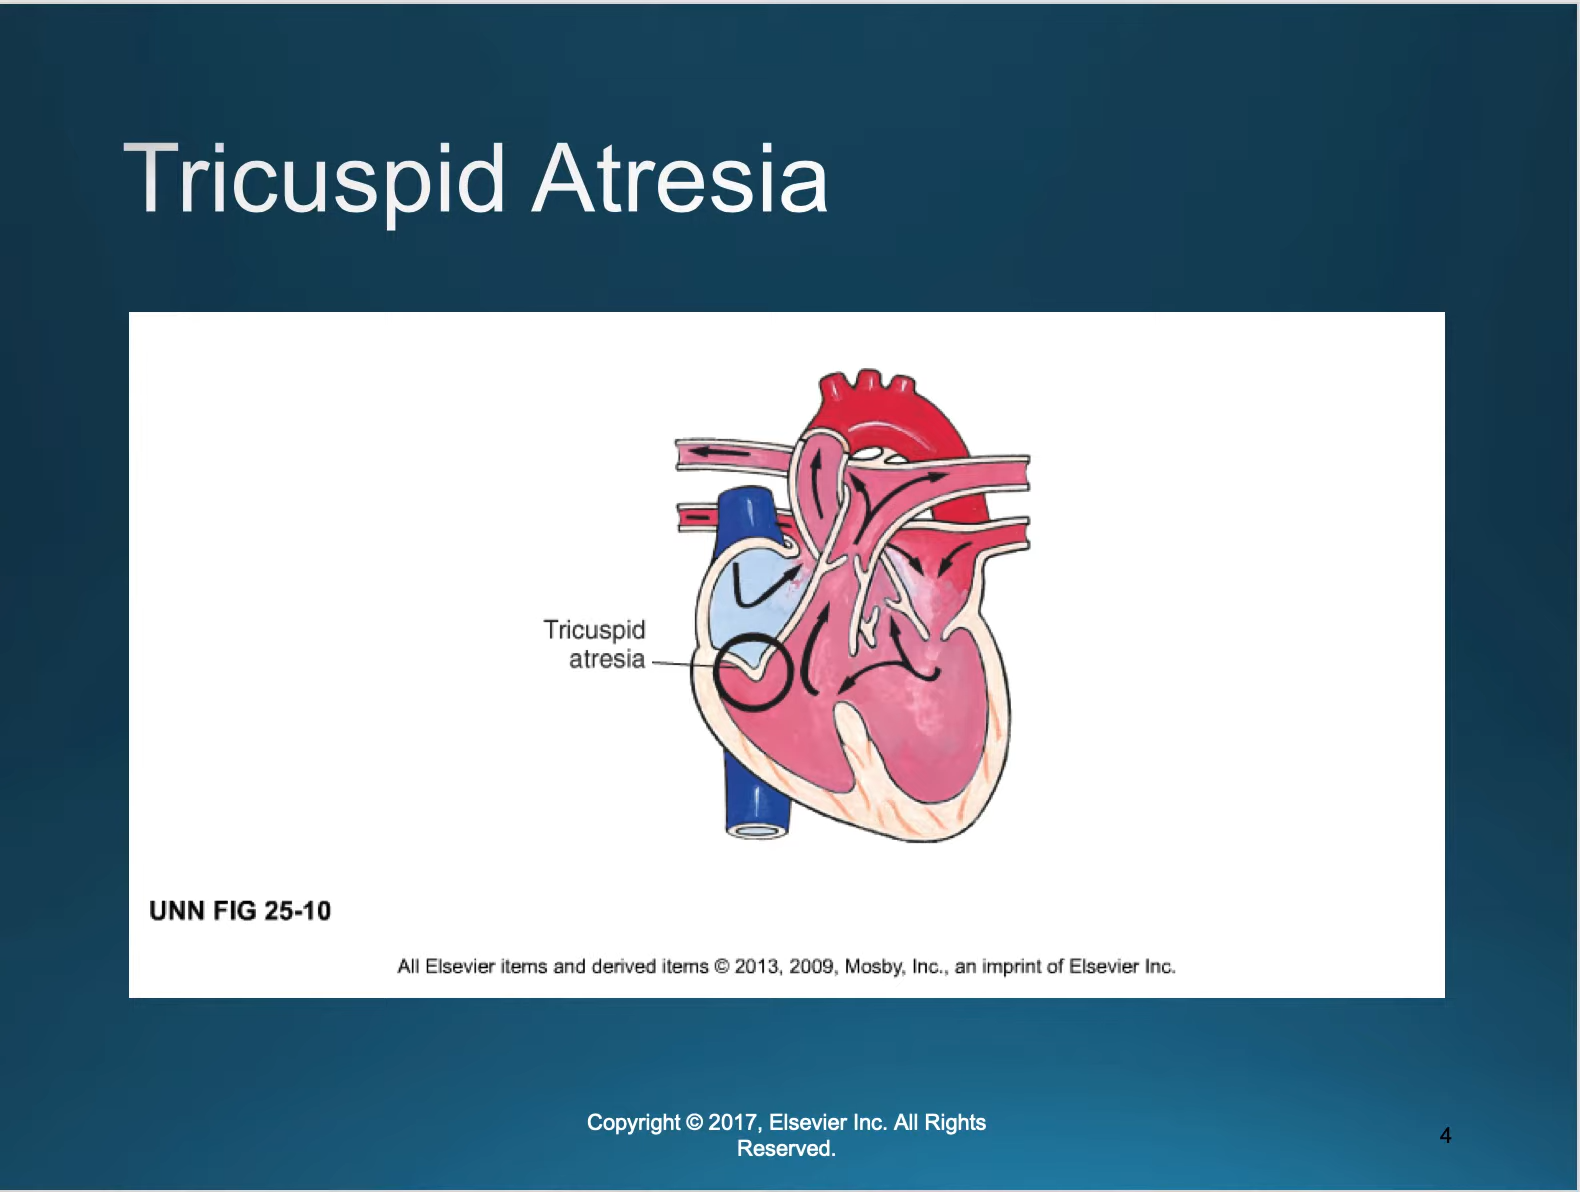 Tricuspid Atresia
Tricuspid
atresia
UNN FIG 25-10
All Elsevier items and derived items © 2013, 2009, Mosby, Inc., an imprint of Elsevier Inc.
Copyright © 2017, Elsevier Inc. All Rights
Reserved.
4